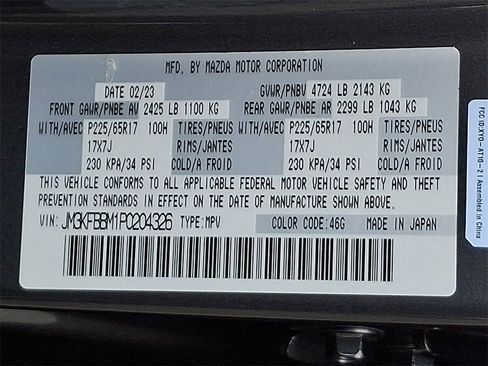 MFD. BY MAZDA MOTOR CORPORATION
DATE 02/23 GVWR/PNBV 4724 LB 2143 KG
FRONT GAWR/PNBE AV 2425 LB 1100 KG REAR GAWR/PNBE AR 2299 LB 1043 KG
WITH/AVEC P225/65R17 100H TIRES/PNEUS WITH/AVEC P225/65R17 100H TIRES/PNEUS
17X7J RIMS/JANTES 17X7J RIMS/JANTES
230 KPA/34 PSI COLD/A FROID 230 KPA/34 PSI COLD/A FROID
THIS VEHICLE CONFORMS TO ALL APPLICABLE FEDERAL MOTOR VEHICLE SAFETY AND THEFT
PREVENTION STANDARDS IN EFFECT ON THE DATE OF MANUFACTURE SHOWN ABOVE.
VIN: JM3KFBBM1P0204326 TYPE: MPV COLOR CODE: 46G MADE IN JAPAN
FCC ID:XYO-AT10-2 | Assembled in China